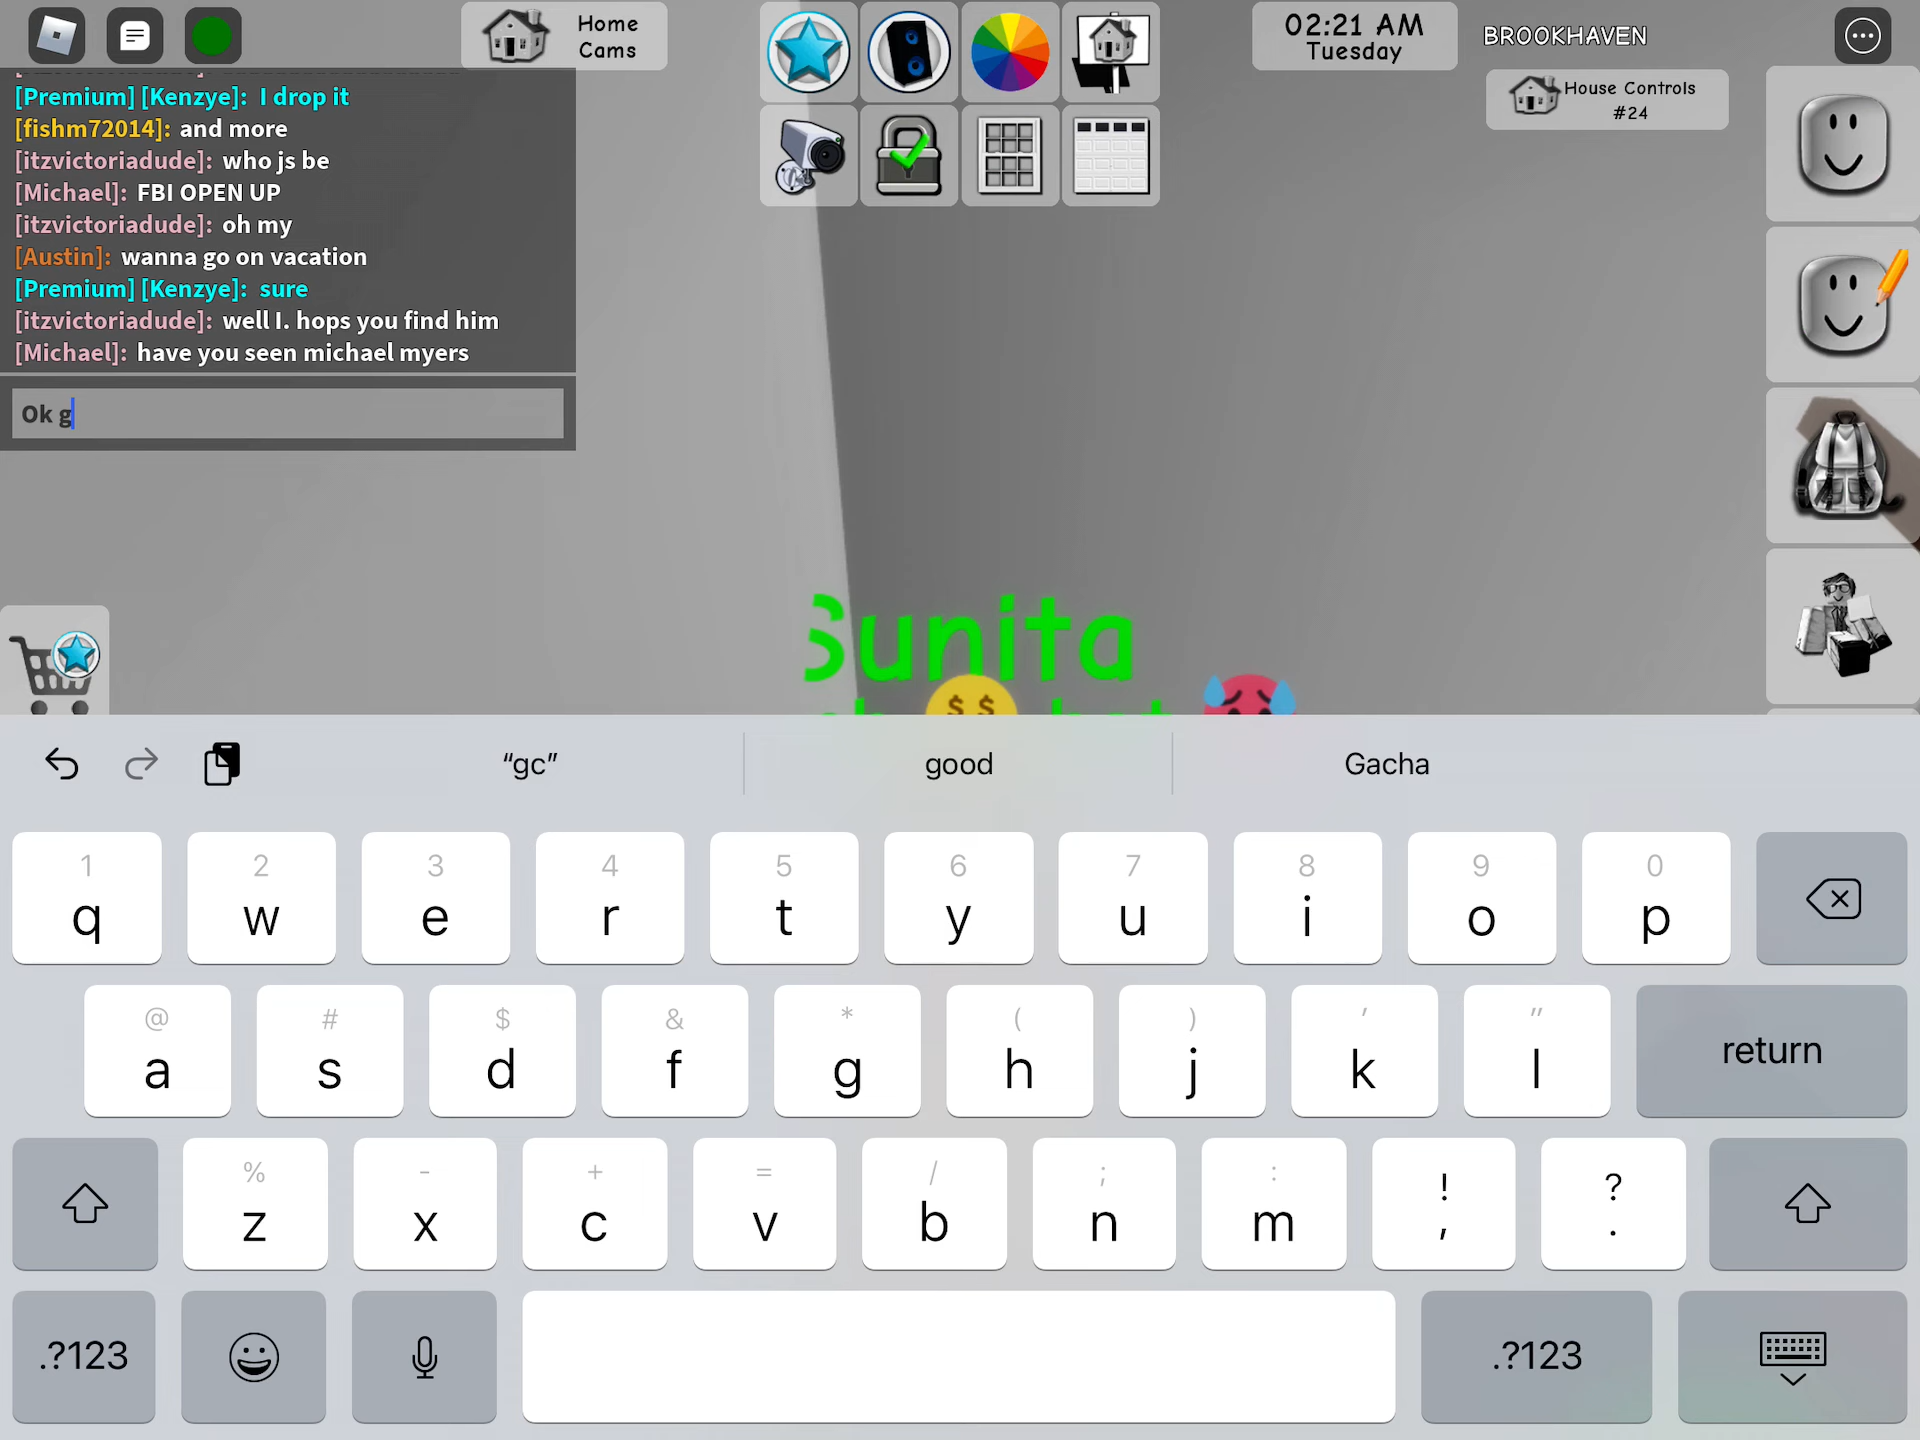 Home
Cams
02:21 AM
Tuesday
BROOKHAVEN
House Controls
#24
[Premium] [Kenzye]: I drop it
[fishm72014]: and more
[itzvictoriadude]: who js be
[Michael]: FBI OPEN UP
[itzvictoriadude]: oh my
[Austin]: wanna go on vacation
[Premium] [Kenzye]: sure
[itzvictoriadude]: well I. hops you find him
[Michael]: have you seen michael myers
Ok g
Sunita
“gc” good Gacha
1 2 3 4 5 6 7 8 9 0
q w e r t y u i o p
@ # $ & * ( ) ' "
a s d f g h j k l return
% - + = / ; : ! ?
z x c v b n m , .
.?123 .?123